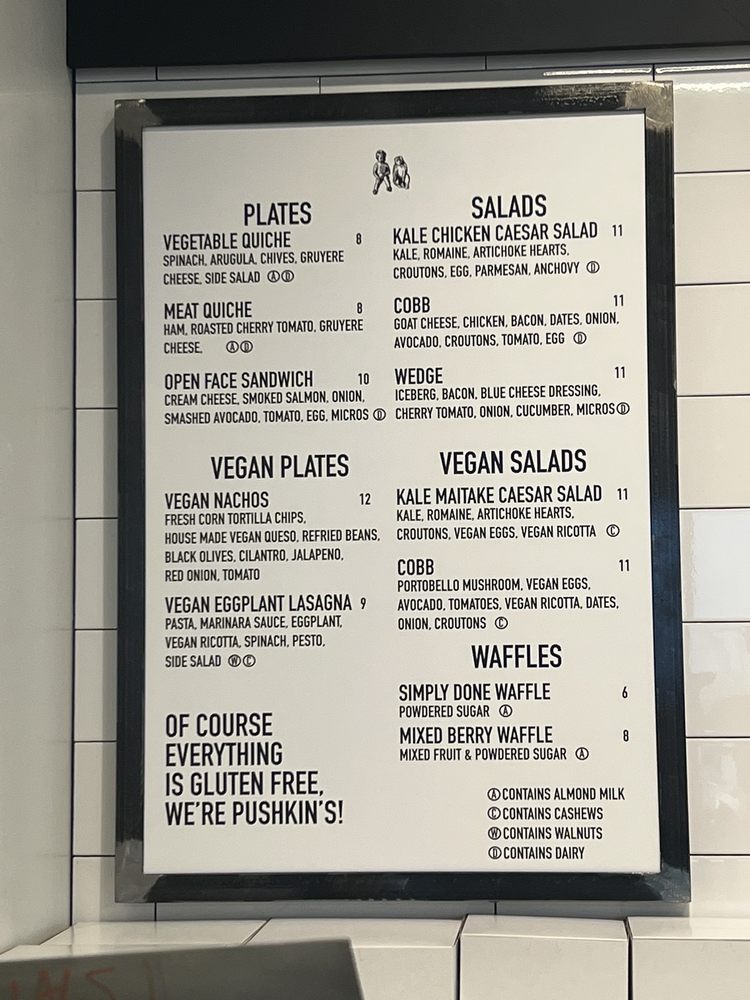 PLATES
VEGETABLE QUICHE 8
SPINACH, ARUGULA, CHIVES, GRUYERE
CHEESE, SIDE SALAD Ⓐ Ⓓ
MEAT QUICHE 8
HAM, ROASTED CHERRY TOMATO, GRUYERE
CHEESE. Ⓐ Ⓓ
OPEN FACE SANDWICH 10
CREAM CHEESE, SMOKED SALMON, ONION,
SMASHED AVOCADO, TOMATO, EGG, MICROS Ⓓ
VEGAN PLATES
VEGAN NACHOS 12
FRESH CORN TORTILLA CHIPS,
HOUSE MADE VEGAN QUESO, REFRIED BEANS,
BLACK OLIVES, CILANTRO, JALAPENO,
RED ONION, TOMATO
VEGAN EGGPLANT LASAGNA 9
PASTA, MARINARA SAUCE, EGGPLANT,
VEGAN RICOTTA, SPINACH, PESTO,
SIDE SALAD Ⓦ Ⓒ
OF COURSE
EVERYTHING
IS GLUTEN FREE,
WE'RE PUSHKIN'S!
SALADS
KALE CHICKEN CAESAR SALAD 11
KALE, ROMAINE, ARTICHOKE HEARTS,
CROUTONS, EGG, PARMESAN, ANCHOVY Ⓓ
COBB 11
GOAT CHEESE, CHICKEN, BACON, DATES, ONION,
AVOCADO, CROUTONS, TOMATO, EGG Ⓓ
WEDGE 11
ICEBERG, BACON, BLUE CHEESE DRESSING,
CHERRY TOMATO, ONION, CUCUMBER, MICROS Ⓓ
VEGAN SALADS
KALE MAITAKE CAESAR SALAD 11
KALE, ROMAINE, ARTICHOKE HEARTS,
CROUTONS, VEGAN EGGS, VEGAN RICOTTA Ⓒ
COBB 11
PORTOBELLO MUSHROOM, VEGAN EGGS,
AVOCADO, TOMATOES, VEGAN RICOTTA, DATES,
ONION, CROUTONS Ⓒ
WAFFLES
SIMPLY DONE WAFFLE 6
POWDERED SUGAR Ⓐ
MIXED BERRY WAFFLE 8
MIXED FRUIT & POWDERED SUGAR Ⓐ
Ⓐ CONTAINS ALMOND MILK
Ⓒ CONTAINS CASHEWS
Ⓦ CONTAINS WALNUTS
Ⓓ CONTAINS DAIRY